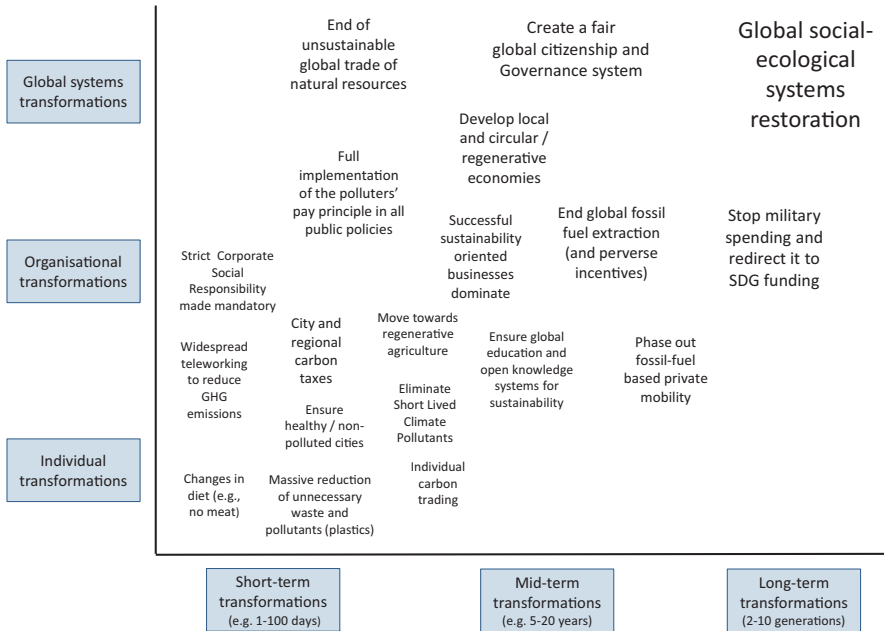 End of
unsustainable
global trade of
natural resources
Create a fair
global citizenship and
Governance system
Global social-
ecological
systems
restoration
Global systems
transformations
Develop local
and circular /
regenerative
economies
Full
implementation
of the polluters'
pay principle in all
public policies
Successful
sustainability
oriented
businesses
dominate
End global fossil
fuel extraction
(and perverse
incentives)
Stop military
spending and
redirect it to
SDG funding
Organisational
transformations
Strict Corporate
Social
Responsibility
made mandatory
City and
regional
carbon
taxes
Move towards
regenerative
agriculture
Ensure global
education and
open knowledge
systems for
sustainability
Phase out
fossil-fuel
based private
mobility
Widespread
teleworking
to reduce
GHG
emissions
Ensure
healthy / non-
polluted cities
Eliminate
Short Lived
Climate
Pollutants
Individual
transformations
Changes in
diet (e.g.,
no meat)
Massive reduction
of unnecessary
waste and
pollutants (plastics)
Individual
carbon
trading
Short-term
transformations
(e.g. 1-100 days)
Mid-term
transformations
(e.g. 5-20 years)
Long-term
transformations
(2-10 generations)